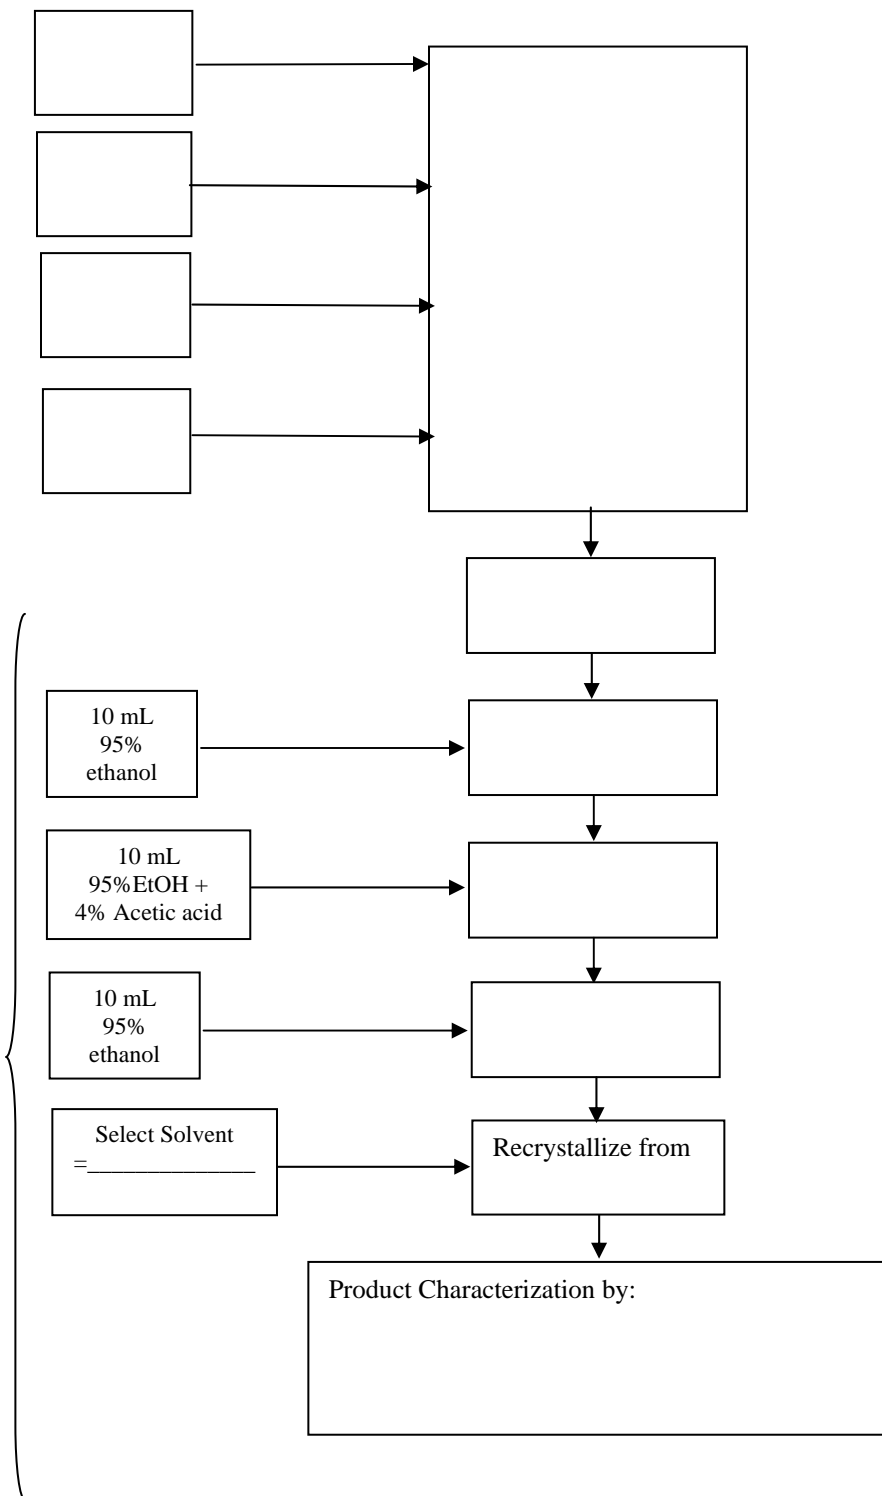 10 mL
95%
ethanol
10 mL
95%EtOH +
4% Acetic acid
10 mL
95%
ethanol
Select Solvent
=______________
Recrystallize from
Product Characterization by: